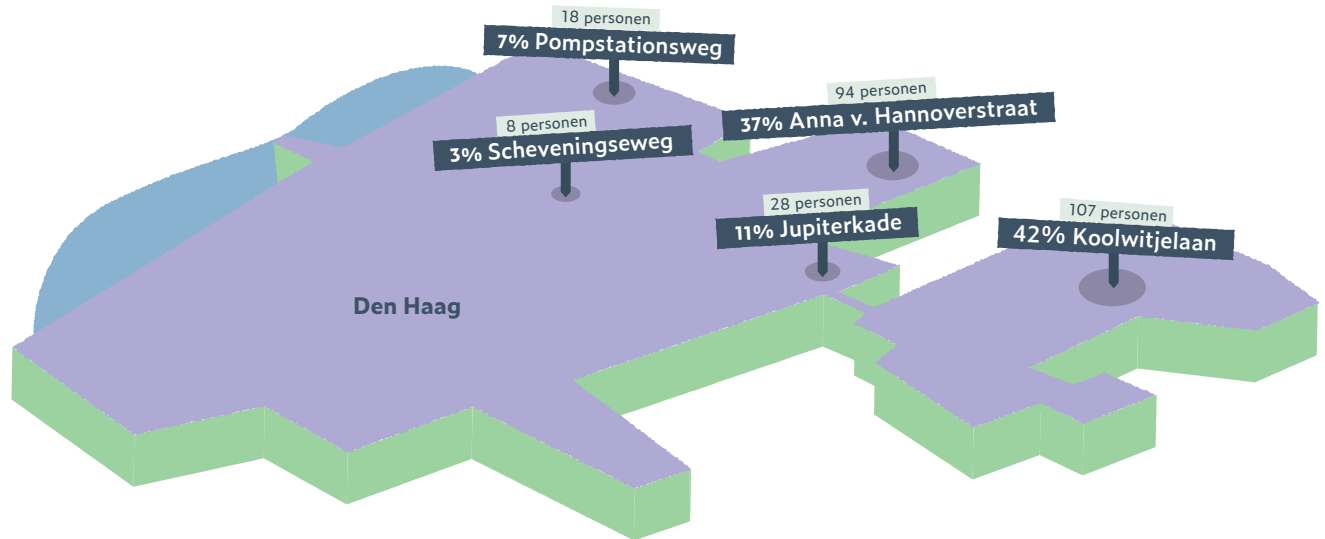 18 personen
7% Pompstationsweg
94 personen
37% Anna v. Hannoverstraat
8 personen
3% Scheveningseweg
28 personen
11% Jupiterkade
107 personen
42% Koolwitjelaan
Den Haag